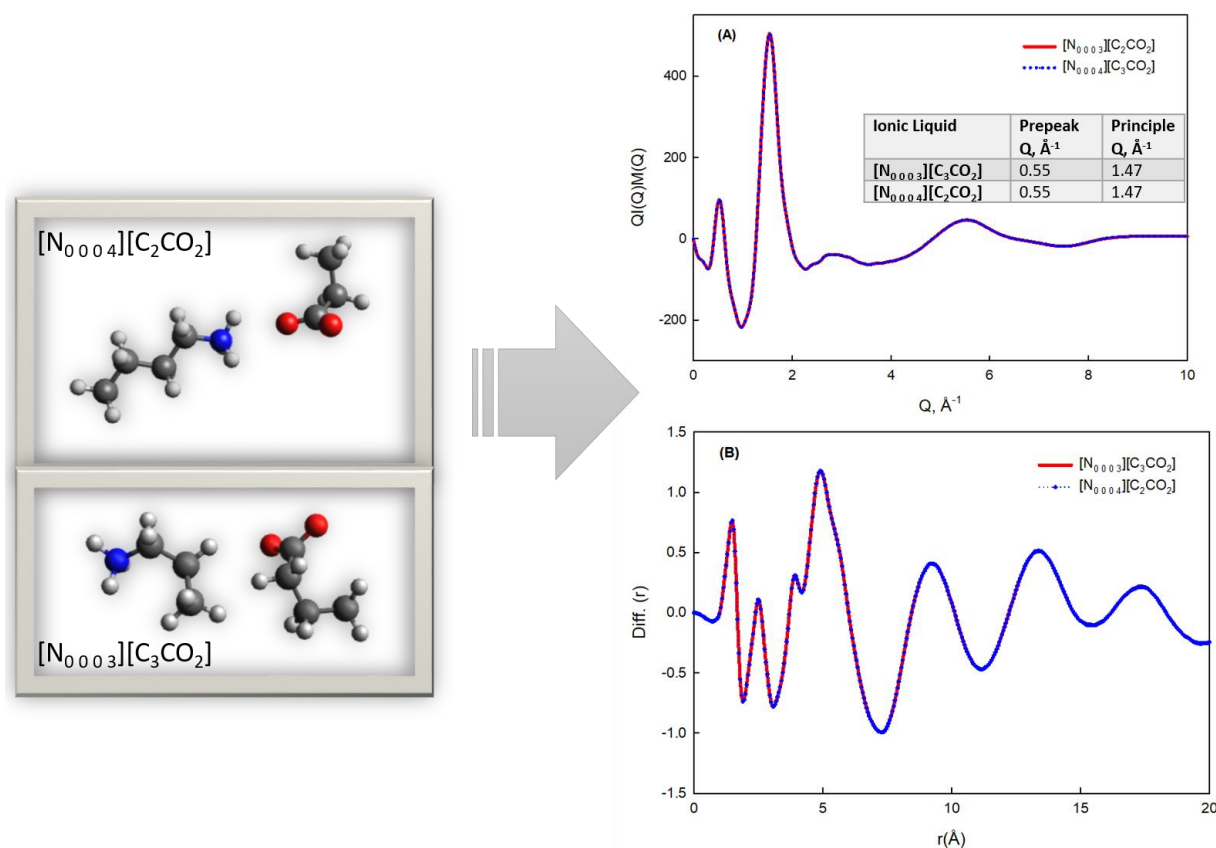 [N₀ ₀ ₀ ₄][C₂CO₂]
[N₀ ₀ ₀ ₃][C₃CO₂]
(A)
[N₀ ₀ ₀ ₃][C₂CO₂]
[N₀ ₀ ₀ ₄][C₃CO₂]
Ionic Liquid Prepeak Q, Å⁻¹ Principle Q, Å⁻¹
[N₀ ₀ ₀ ₃][C₃CO₂] 0.55 1.47
[N₀ ₀ ₀ ₄][C₂CO₂] 0.55 1.47
QI(Q)M(Q)
400
200
0
-200
0 2 4 6 8 10
Q, Å⁻¹
(B)
[N₀ ₀ ₀ ₃][C₃CO₂]
[N₀ ₀ ₀ ₄][C₂CO₂]
Diff. (r)
1.5
1.0
0.5
0.0
-0.5
-1.0
-1.5
0 5 10 15 20
r(Å)